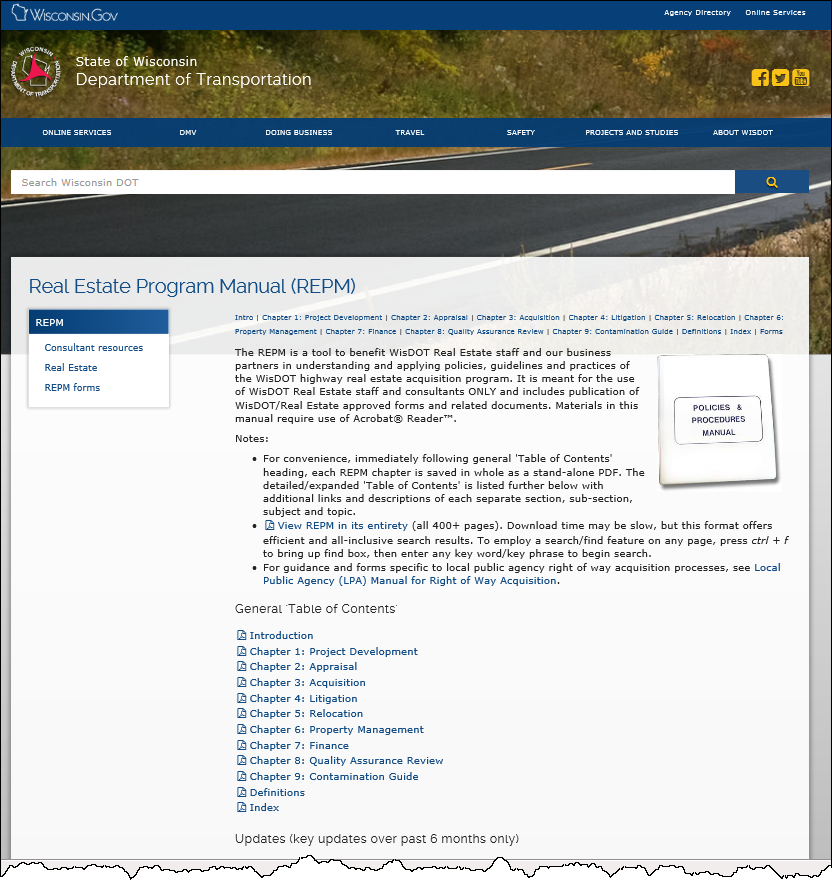 WISCONSIN.GOV
Agency Directory Online Services
WISCONSIN
DEPARTMENT OF TRANSPORTATION
State of Wisconsin
Department of Transportation
You
Tube
ONLINE SERVICES DMV DOING BUSINESS TRAVEL SAFETY PROJECTS AND STUDIES ABOUT WISDOT
Search Wisconsin DOT
Real Estate Program Manual (REPM)
REPM
Consultant resources
Real Estate
REPM forms
Intro | Chapter 1: Project Development | Chapter 2: Appraisal | Chapter 3: Acquisition | Chapter 4: Litigation | Chapter 5: Relocation | Chapter 6:
Property Management | Chapter 7: Finance | Chapter 8: Quality Assurance Review | Chapter 9: Contamination Guide | Definitions | Index | Forms
The REPM is a tool to benefit WisDOT Real Estate staff and our business
partners in understanding and applying policies, guidelines and practices of
the WisDOT highway real estate acquisition program. It is meant for the use
of WisDOT Real Estate staff and consultants ONLY and includes publication of
WisDOT/Real Estate approved forms and related documents. Materials in this
manual require use of Acrobat® Reader™.
POLICIES &
PROCEDURES
MANUAL
Notes:
• For convenience, immediately following general 'Table of Contents'
heading, each REPM chapter is saved in whole as a stand-alone PDF. The
detailed/expanded 'Table of Contents' is listed further below with
additional links and descriptions of each separate section, sub-section,
subject and topic.
• View REPM in its entirety (all 400+ pages). Download time may be slow, but this format offers
efficient and all-inclusive search results. To employ a search/find feature on any page, press ctrl + f
to bring up find box, then enter any key word/key phrase to begin search.
• For guidance and forms specific to local public agency right of way acquisition processes, see Local
Public Agency (LPA) Manual for Right of Way Acquisition.
General 'Table of Contents'
Introduction
Chapter 1: Project Development
Chapter 2: Appraisal
Chapter 3: Acquisition
Chapter 4: Litigation
Chapter 5: Relocation
Chapter 6: Property Management
Chapter 7: Finance
Chapter 8: Quality Assurance Review
Chapter 9: Contamination Guide
Definitions
Index
Updates (key updates over past 6 months only)